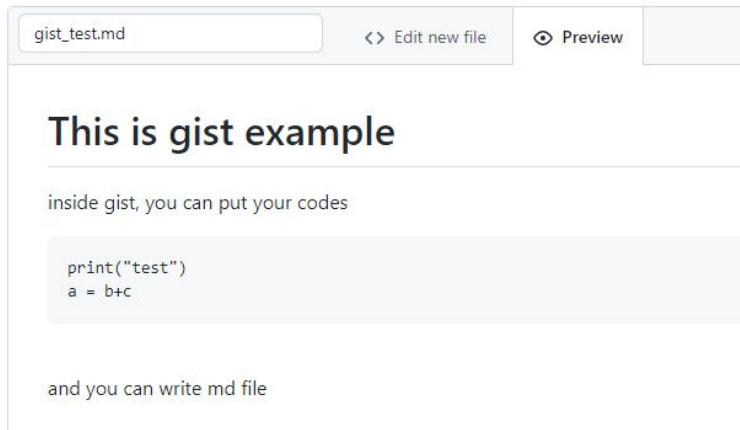 gist_test.md
<> Edit new file
Preview
This is gist example
inside gist, you can put your codes
print("test")
a = b+c
and you can write md file